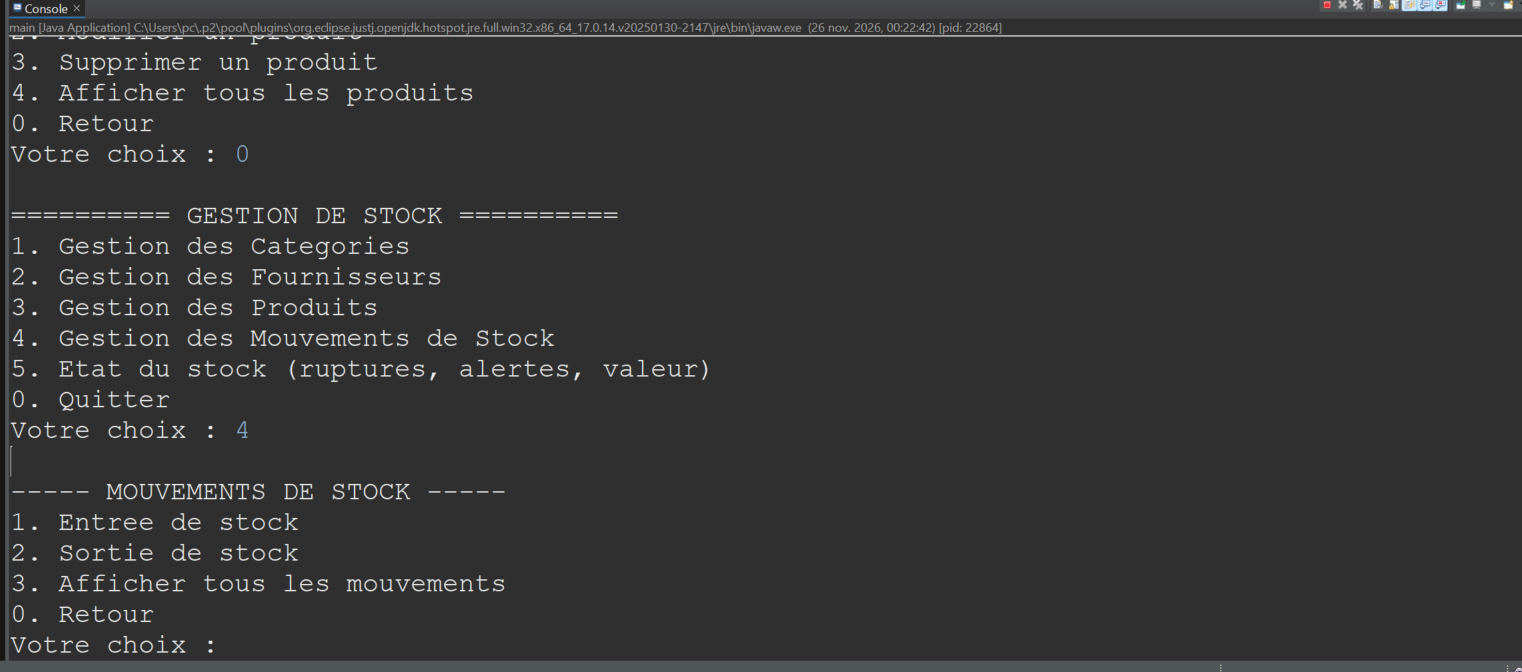 Console
main [Java Application] C:\Users\pc\.p2\pool\plugins\org.eclipse.justj.openjdk.hotspot.jre.full.win32.x86_64_17.0.14.v20250130-2147\jre\bin\javaw.exe (26 nov. 2026, 00:22:42) [pid: 22864]
2. Modifier un produit
3. Supprimer un produit
4. Afficher tous les produits
0. Retour
Votre choix : 0
========== GESTION DE STOCK ==========
1. Gestion des Categories
2. Gestion des Fournisseurs
3. Gestion des Produits
4. Gestion des Mouvements de Stock
5. Etat du stock (ruptures, alertes, valeur)
0. Quitter
Votre choix : 4
----- MOUVEMENTS DE STOCK -----
1. Entree de stock
2. Sortie de stock
3. Afficher tous les mouvements
0. Retour
Votre choix :